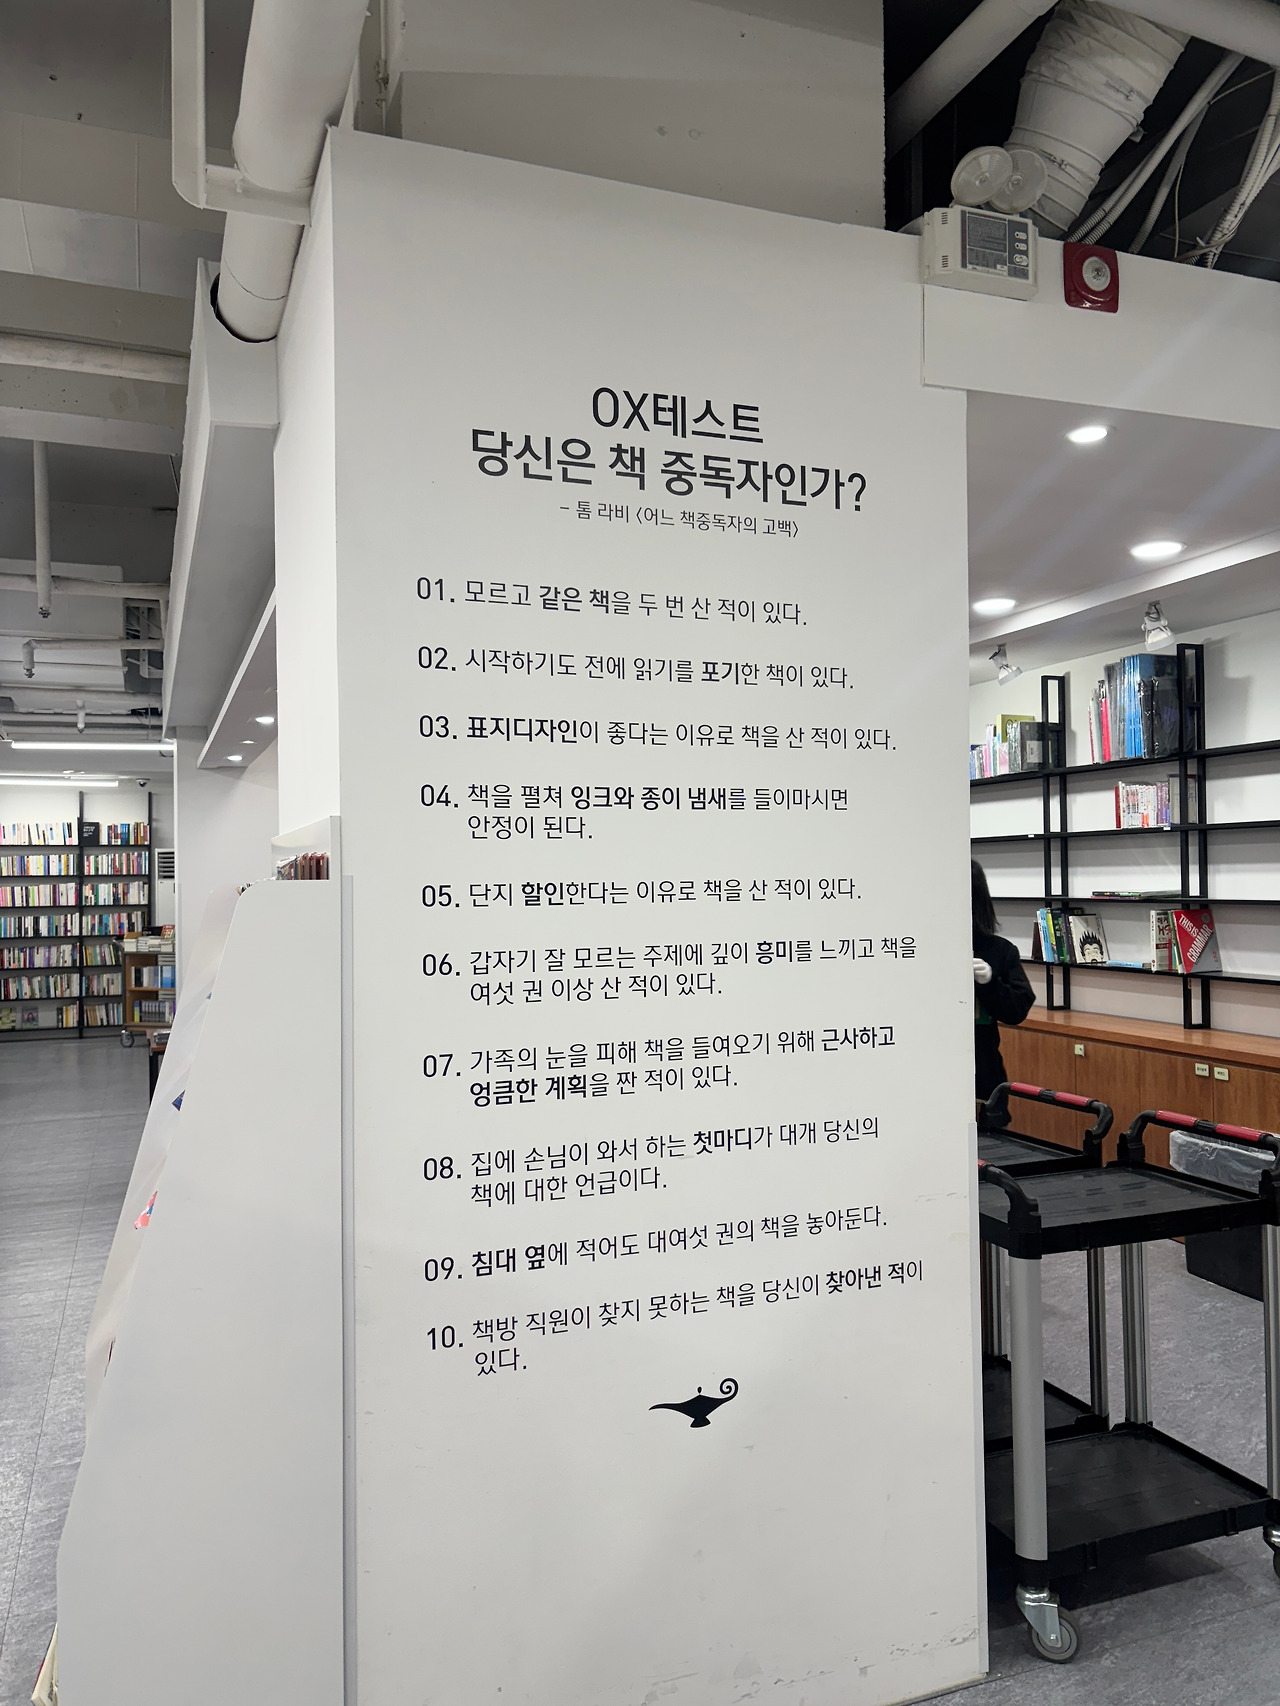 OX테스트
당신은 책 중독자인가?
- 톰 라비 〈어느 책중독자의 고백〉
01. 모르고 같은 책을 두 번 산 적이 있다.
02. 시작하기도 전에 읽기를 포기한 책이 있다.
03. 표지디자인이 좋다는 이유로 책을 산 적이 있다.
04. 책을 펼쳐 잉크와 종이 냄새를 들이마시면
안정이 된다.
05. 단지 할인한다는 이유로 책을 산 적이 있다.
06. 갑자기 잘 모르는 주제에 깊이 흥미를 느끼고 책을
여섯 권 이상 산 적이 있다.
07. 가족의 눈을 피해 책을 들여오기 위해 근사하고
엉큼한 계획을 짠 적이 있다.
08. 집에 손님이 와서 하는 첫마디가 대개 당신의
책에 대한 언급이다.
09. 침대 옆에 적어도 대여섯 권의 책을 놓아둔다.
10. 책방 직원이 찾지 못하는 책을 당신이 찾아낸 적이
있다.
THIS IS
GRAMMAR